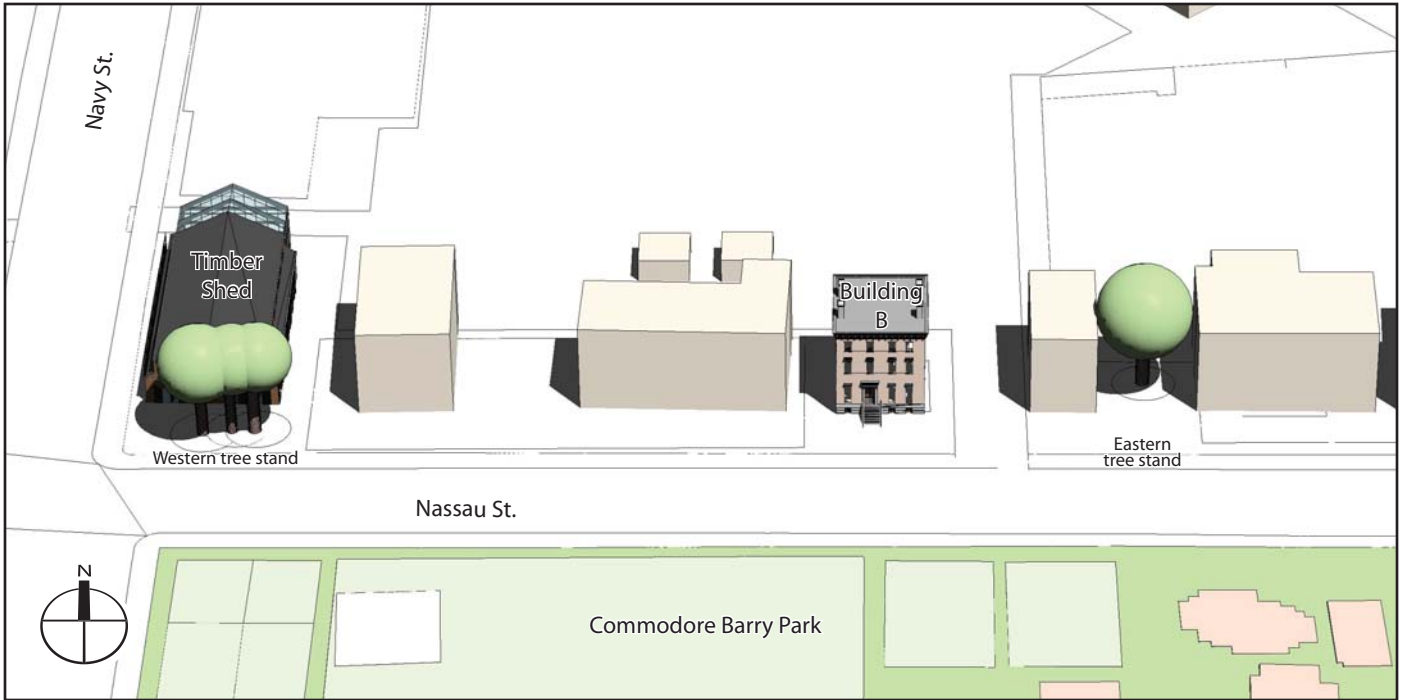 Navy St.
Timber
Shed
Building
B
Western tree stand
Eastern
tree stand
Nassau St.
N
Commodore Barry Park